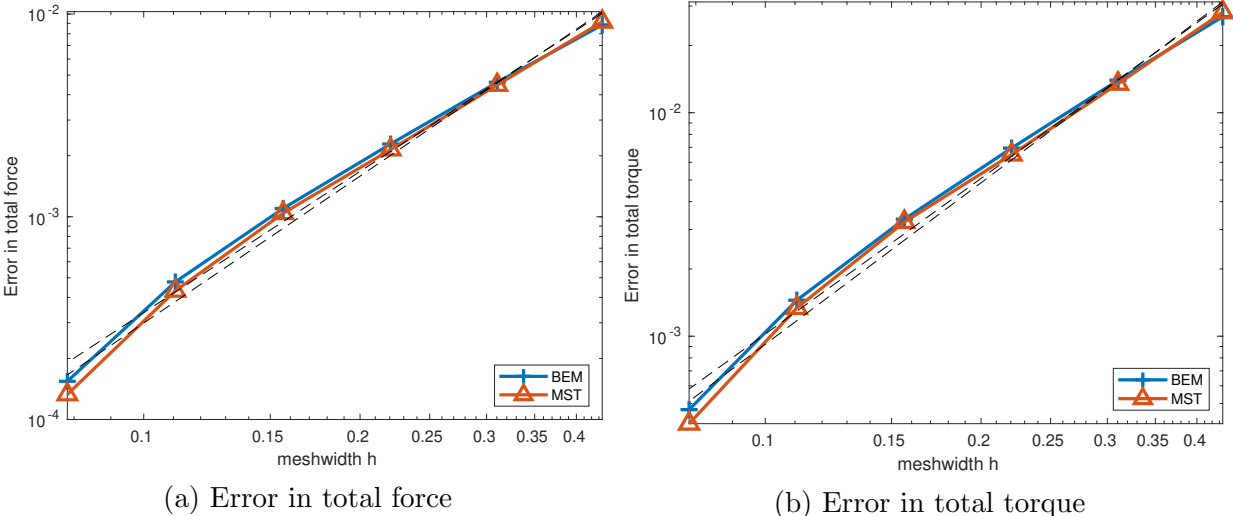 10^-2
10^-3
10^-4
Error in total force
0.1 0.15 0.2 0.25 0.3 0.35 0.4
meshwidth h
BEM
MST
(a) Error in total force
10^-2
10^-3
Error in total torque
0.1 0.15 0.2 0.25 0.3 0.35 0.4
meshwidth h
BEM
MST
(b) Error in total torque